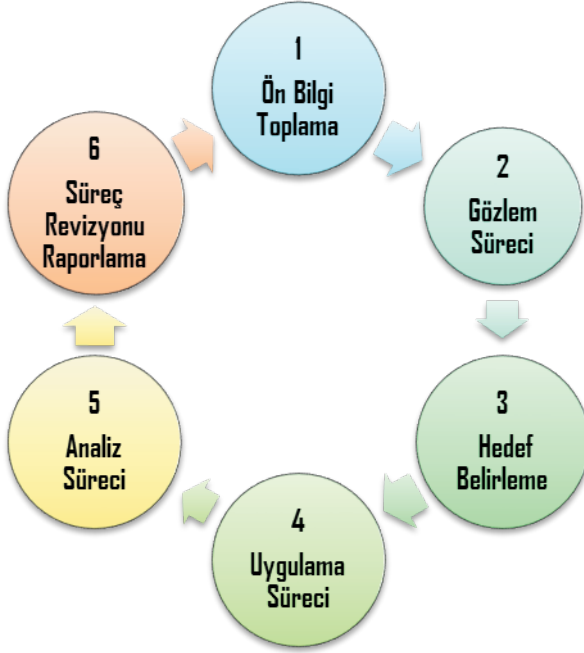 1
Ön Bilgi
Toplama
2
Gözlem
Süreci
3
Hedef
Belirleme
4
Uygulama
Süreci
5
Analiz
Süreci
6
Süreç
Revizyonu
Raporlama